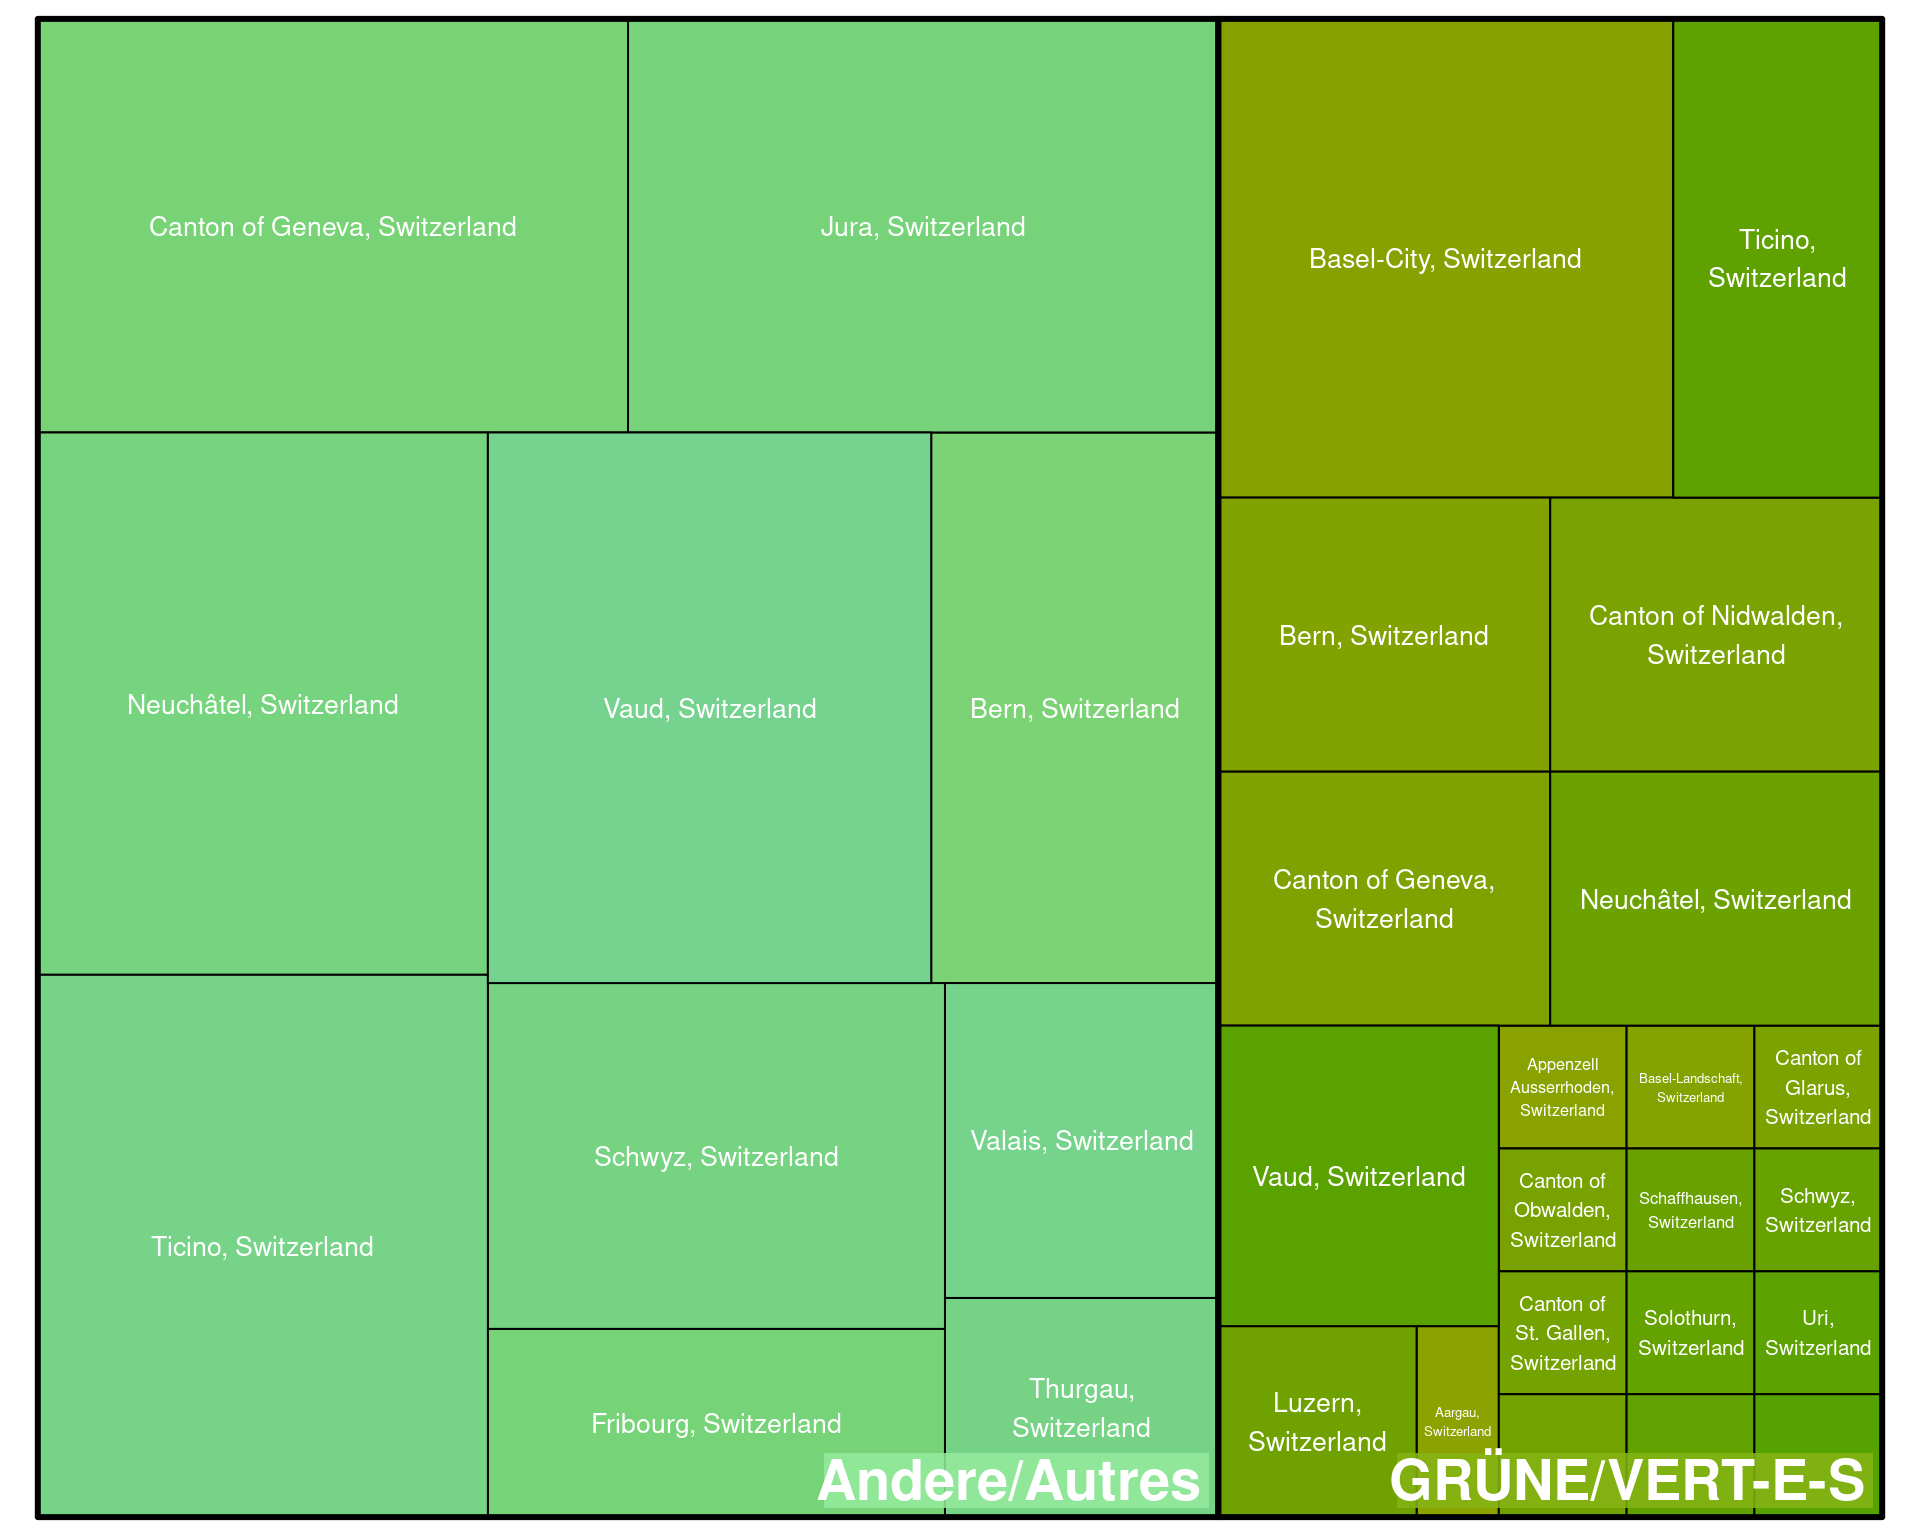 Canton of Geneva, Switzerland
Jura, Switzerland
Neuchâtel, Switzerland
Vaud, Switzerland
Bern, Switzerland
Ticino, Switzerland
Schwyz, Switzerland
Valais, Switzerland
Fribourg, Switzerland
Thurgau,
Switzerland
Andere/Autres
Basel-City, Switzerland
Ticino,
Switzerland
Bern, Switzerland
Canton of Nidwalden,
Switzerland
Canton of Geneva,
Switzerland
Neuchâtel, Switzerland
Vaud, Switzerland
Appenzell
Ausserrhoden,
Switzerland
Basel-Landschaft,
Switzerland
Canton of
Glarus,
Switzerland
Canton of
Obwalden,
Switzerland
Schaffhausen,
Switzerland
Schwyz,
Switzerland
Canton of
St. Gallen,
Switzerland
Solothurn,
Switzerland
Uri,
Switzerland
Luzern,
Switzerland
Aargau,
Switzerland
GRÜNE/VERT-E-S